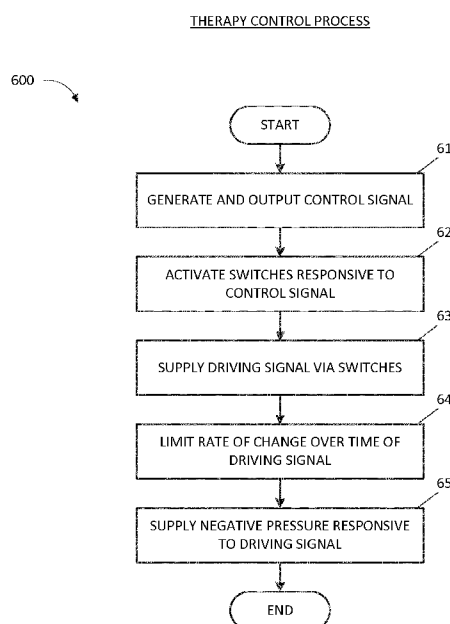 THERAPY CONTROL PROCESS
600
START
61
GENERATE AND OUTPUT CONTROL SIGNAL
62
ACTIVATE SWITCHES RESPONSIVE TO
CONTROL SIGNAL
63
SUPPLY DRIVING SIGNAL VIA SWITCHES
64
LIMIT RATE OF CHANGE OVER TIME OF
DRIVING SIGNAL
65
SUPPLY NEGATIVE PRESSURE RESPONSIVE
TO DRIVING SIGNAL
END